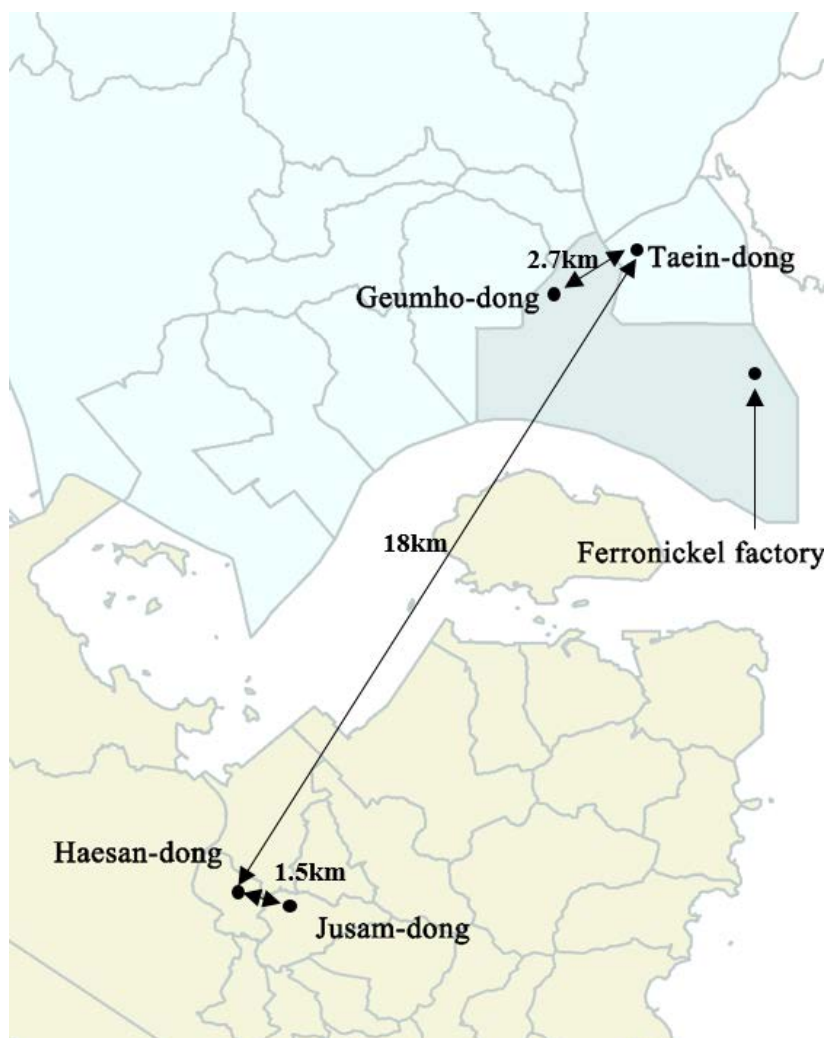 2.7km
Taein-dong
Geumho-dong
18km
Ferronickel factory
Haesan-dong
1.5km
Jusam-dong